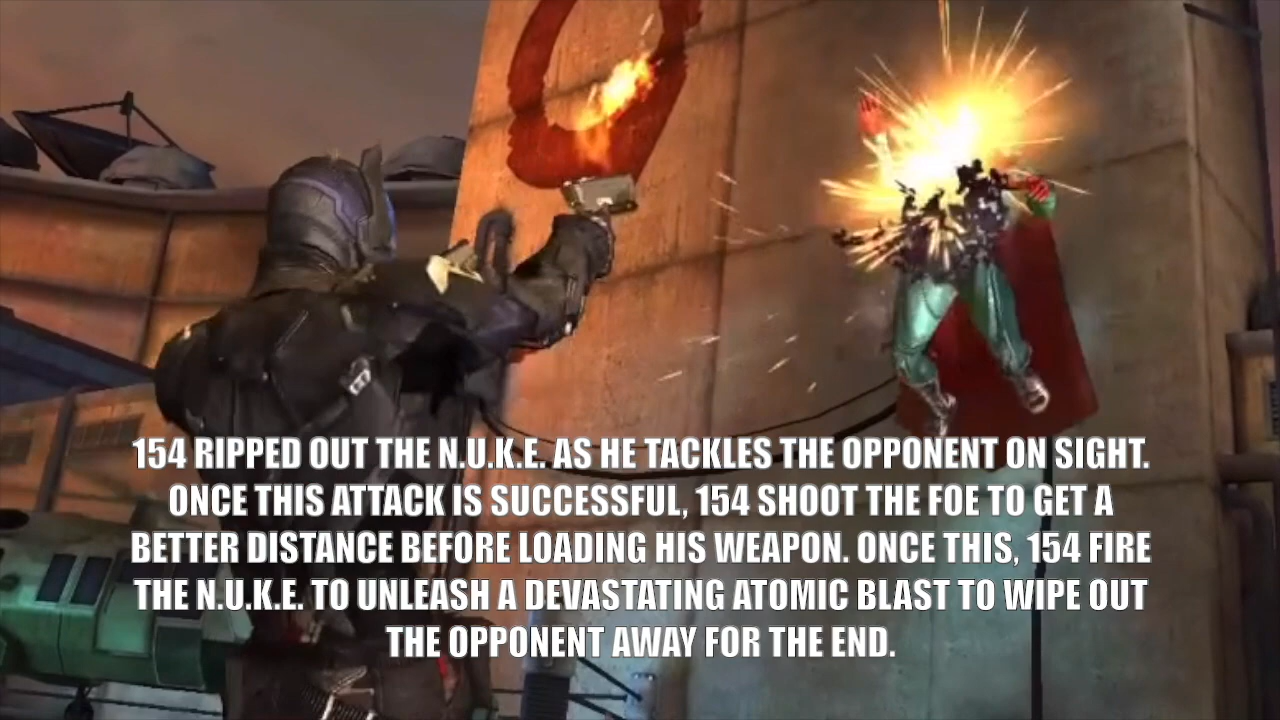 154 RIPPED OUT THE N.U.K.E. AS HE TACKLES THE OPPONENT ON SIGHT.
ONCE THIS ATTACK IS SUCCESSFUL, 154 SHOOT THE FOE TO GET A
BETTER DISTANCE BEFORE LOADING HIS WEAPON. ONCE THIS, 154 FIRE
THE N.U.K.E. TO UNLEASH A DEVASTATING ATOMIC BLAST TO WIPE OUT
THE OPPONENT AWAY FOR THE END.